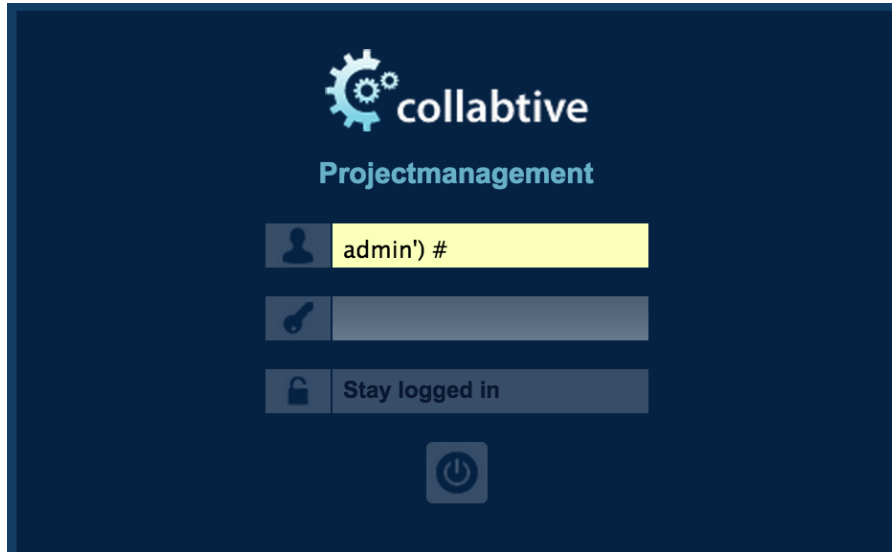 collabtive
Projectmanagement
admin') #
Stay logged in